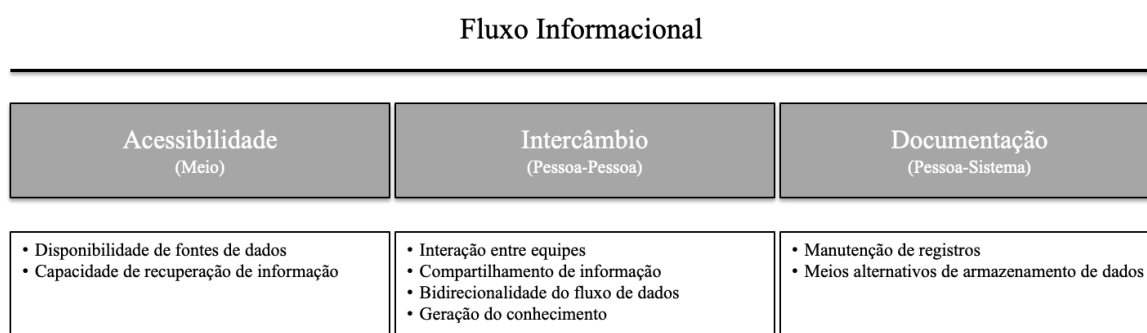 Fluxo Informacional
Acessibilidade
(Meio)
Intercâmbio
(Pessoa-Pessoa)
Documentação
(Pessoa-Sistema)
• Disponibilidade de fontes de dados
• Capacidade de recuperação de informação
• Interação entre equipes
• Compartilhamento de informação
• Bidirecionalidade do fluxo de dados
• Geração do conhecimento
• Manutenção de registros
• Meios alternativos de armazenamento de dados